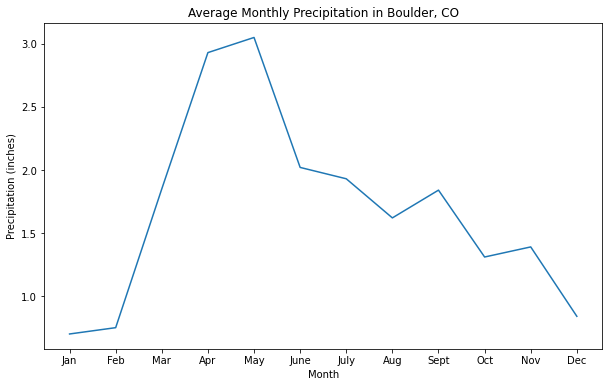 Average Monthly Precipitation in Boulder, CO
Precipitation (inches)
3.0
2.5
2.0
1.5
1.0
Jan Feb Mar Apr May June July Aug Sept Oct Nov Dec
Month